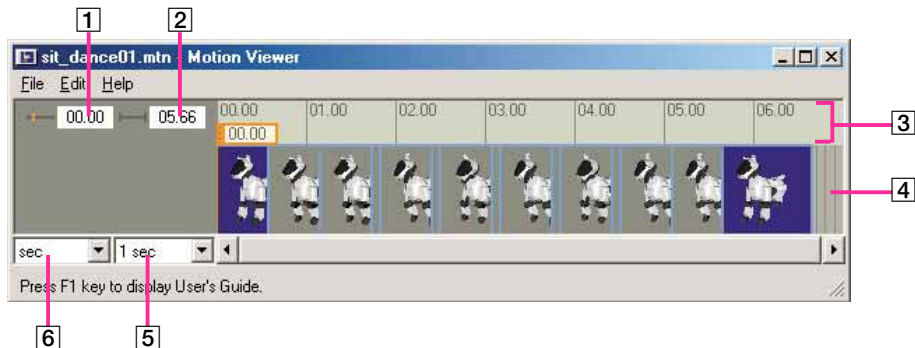 1 2
sit_dance01.mtn - Motion Viewer
File Edit Help
00.00 05.66 00.00 01.00 02.00 03.00 04.00 05.00 06.00
00.00
3
4
sec 1 sec
Press F1 key to display User's Guide.
6 5